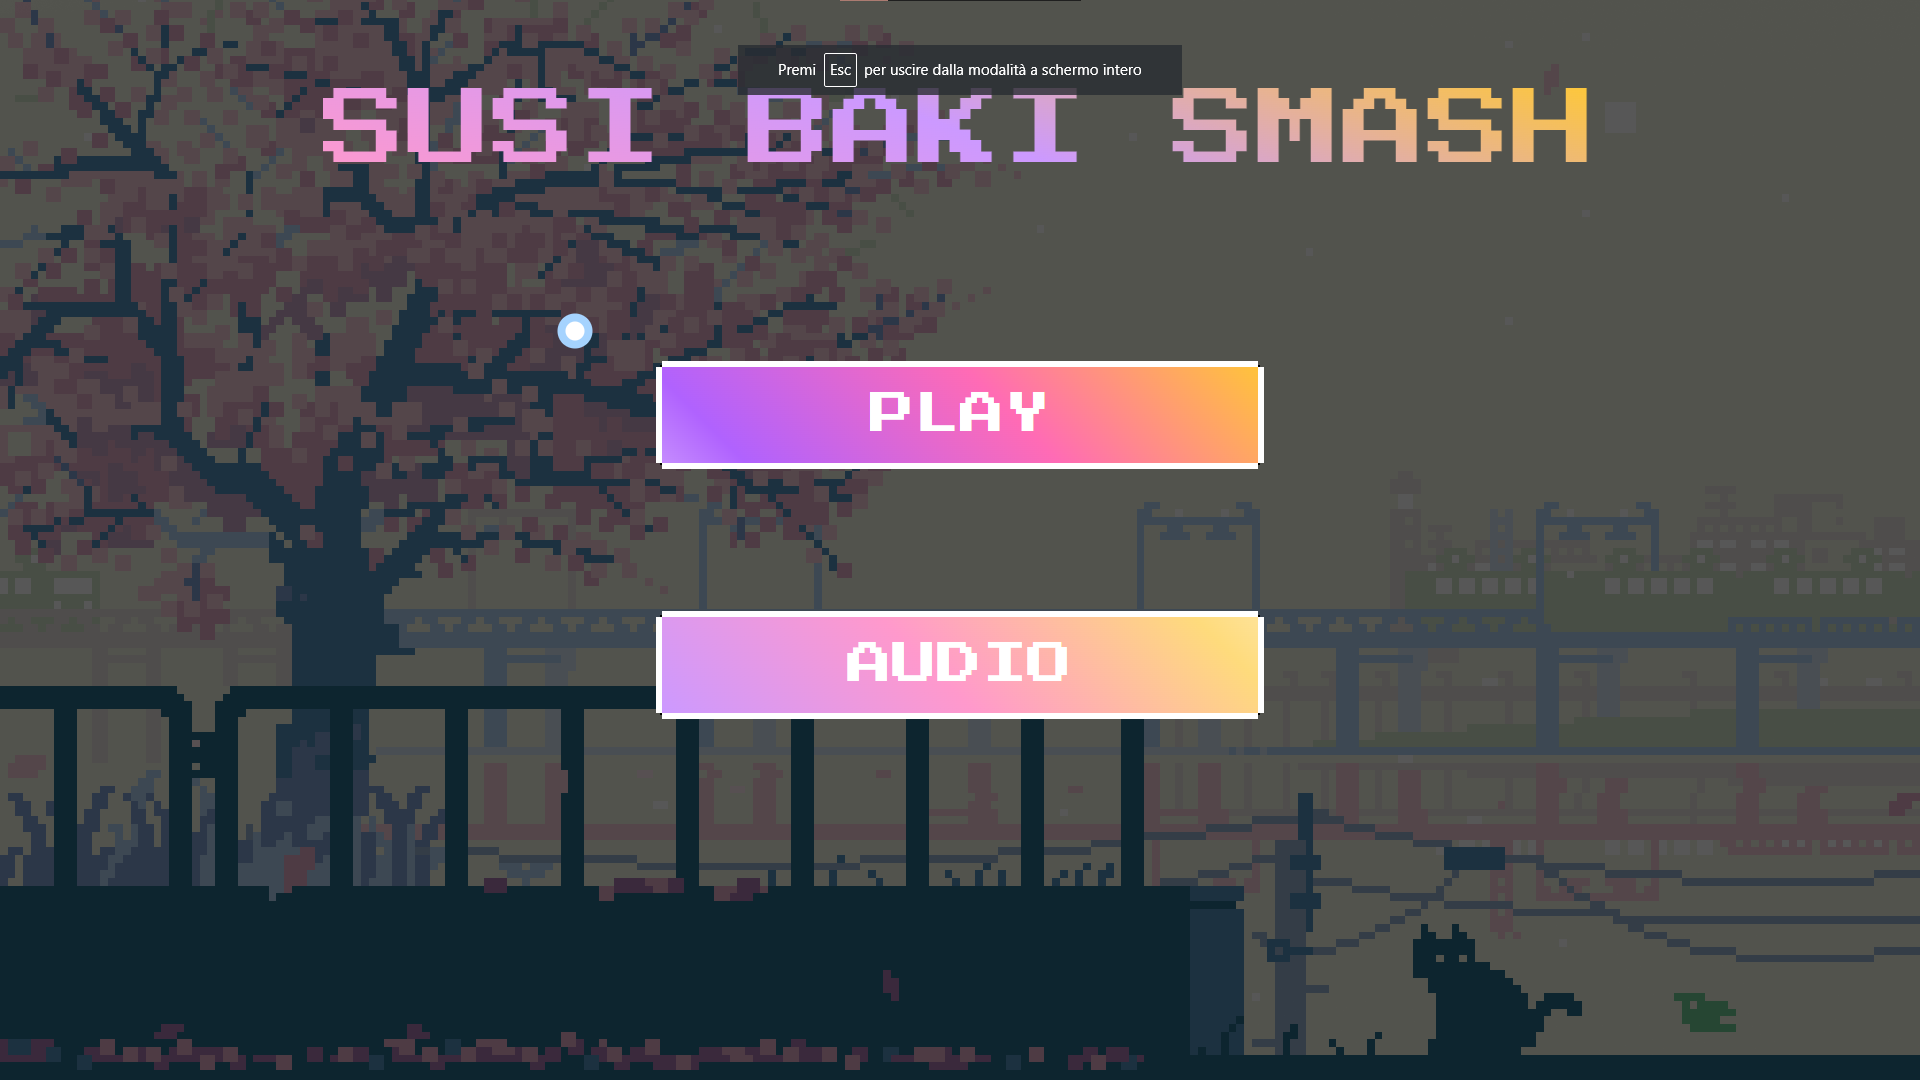 Premi Esc per uscire dalla modalità a schermo intero
SUSI BAKI SMASH
PLAY
AUDIO